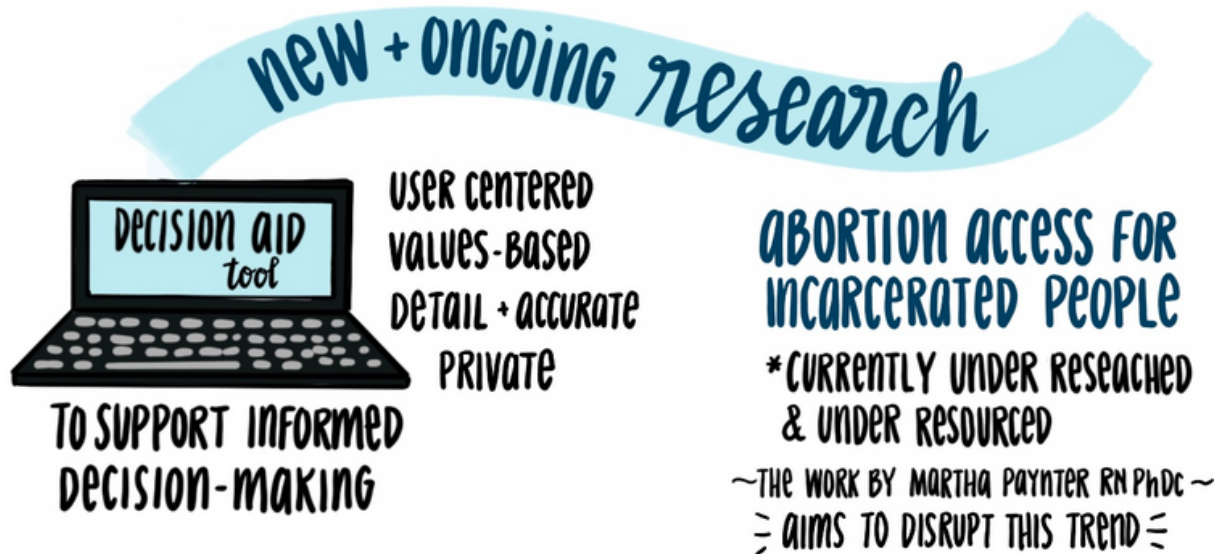 new + ongoing research
DECISION AID
tool
USER CENTERED
VALUES-BASED
DETAIL + ACCURATE
PRIVATE
TO SUPPORT INFORMED
DECISION-MAKING
ABORTION ACCESS FOR
INCARCERATED PEOPLE
*CURRENTLY UNDER RESEACHED
& UNDER RESOURCED
~THE WORK BY MARTHA PAYNTER RN PhDc~
AIMS TO DISRUPT THIS TREND